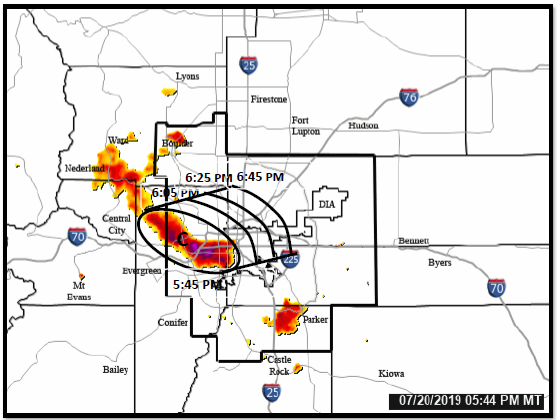 Lyons
25
76
Firestone
Fort
Lupton
Hudson
Ward
Boulder
Nederland
6:25 PM
6:45 PM
6:05 PM
DIA
Central
City
C
70
Bennett
225
Byers
Evergreen
Mt
Evans
5:45 PM
70
Conifer
Parker
Castle
Rock
Bailey
Kiowa
25
07/20/2019 05:44 PM MT